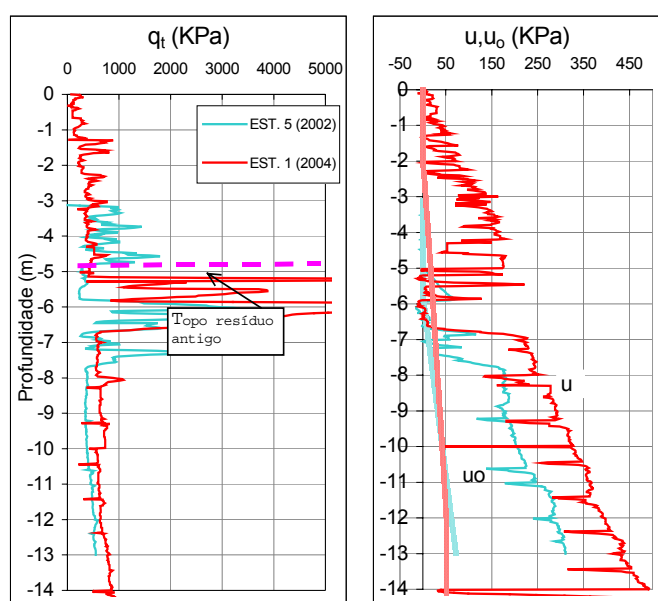 qt (KPa)
0 1000 2000 3000 4000 5000
Profundidade (m)
0
-1
-2
-3
-4
-5
-6
-7
-8
-9
-10
-11
-12
-13
-14
EST. 5 (2002)
EST. 1 (2004)
Topo resíduo
antigo
u,uo (KPa)
-50 50 150 250 350 450
0
-1
-2
-3
-4
-5
-6
-7
-8
-9
-10
-11
-12
-13
-14
u
uo